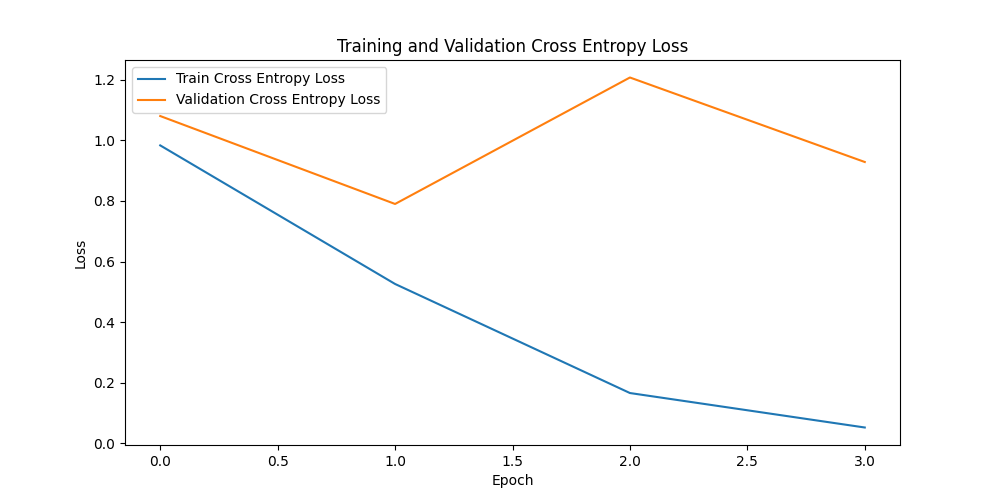 Training and Validation Cross Entropy Loss
Train Cross Entropy Loss
Validation Cross Entropy Loss
1.2
1.0
0.8
0.6
0.4
0.2
0.0
Loss
0.0 0.5 1.0 1.5 2.0 2.5 3.0
Epoch